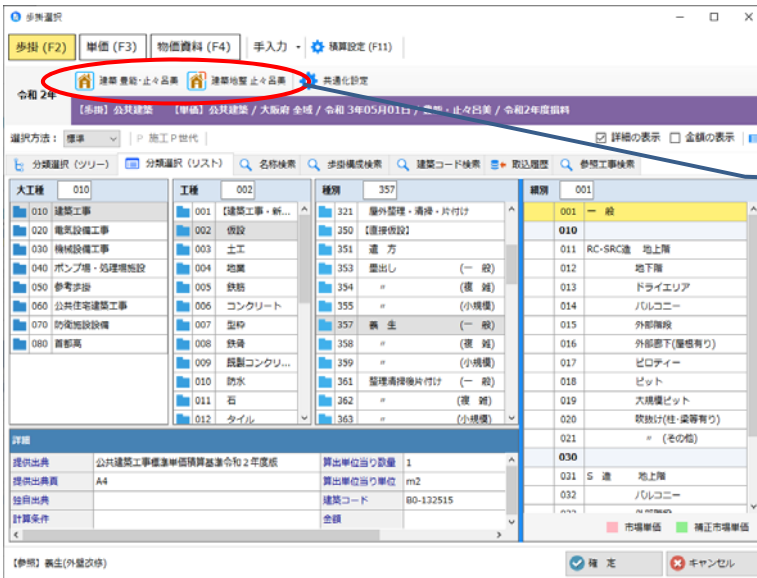 歩掛選択
歩掛 (F2) 単価 (F3) 物価資料 (F4) 手入力 積算設定 (F11)
令和 2年 建築 豊能・止々呂美 建築地整 止々呂美 共通化設定
【歩掛】公共建築 【単価】公共建築 / 大阪府 全域 / 令和 3年05月01日 / 豊能・止々呂美 / 令和2年度損料
選択方法： 標準 P 施工P世代 詳細の表示 金額の表示
分類選択 (ツリー) 分類選択 (リスト) 名称検索 歩掛構成検索 建築コード検索 取込履歴 参照工事検索
大工種 010
010 建築工事
020 電気設備工事
030 機械設備工事
040 ポンプ場・処理場施設
050 参考歩掛
060 公共住宅建築工事
070 防衛施設設備
080 首都高
工種 002
001 【建築工事・新...
002 仮設
003 土工
004 地業
005 鉄筋
006 コンクリート
007 型枠
008 鉄骨
009 既製コンクリ...
010 防水
011 石
012 タイル
種別 357
321 屋外整理・清掃・片付け
350 【直接仮設】
351 遣 方
353 墨出し (一 般)
354 〃 (複 雑)
355 〃 (小規模)
357 養 生 (一 般)
358 〃 (複 雑)
359 〃 (小規模)
361 整理清掃後片付け (一 般)
362 〃 (複 雑)
363 〃 (小規模)
細別 001
001 一 般
010
011 RC・SRC造 地上階
012 地下階
013 ドライエリア
014 バルコニー
015 外部階段
016 外部廊下(屋根有り)
017 ピロティー
018 ピット
019 大規模ピット
020 吹抜け(柱・梁等有り)
021 〃 (その他)
030
031 S 造 地上階
032 バルコニー
詳細
提供出典 公共建築工事標準単価積算基準令和２年度版 算出単位当り数量 1
提供出典頁 A4 算出単位当り単位 m2
独自出典 建築コード B0-132515
計算条件 金額
市場単価 補正市場単価
【参照】養生(外壁改修) 確 定 キャンセル